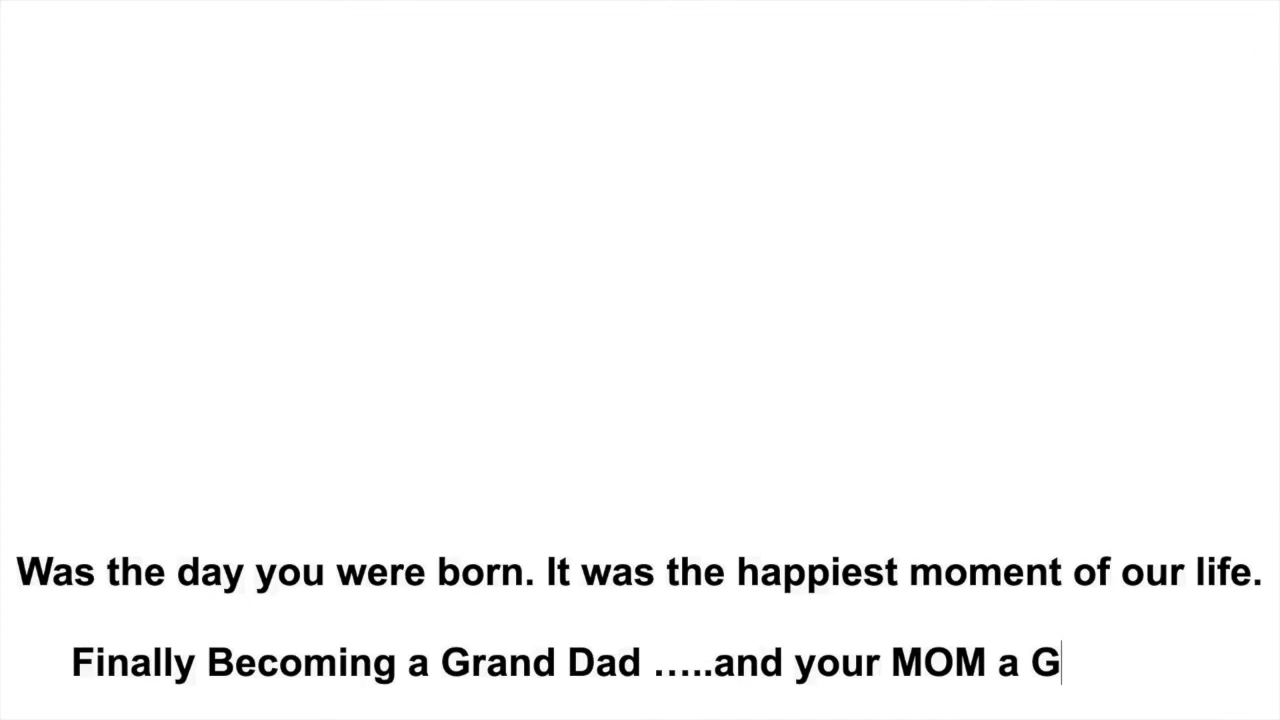 Was the day you were born. It was the happiest moment of our life.
Finally Becoming a Grand Dad …..and your MOM a G